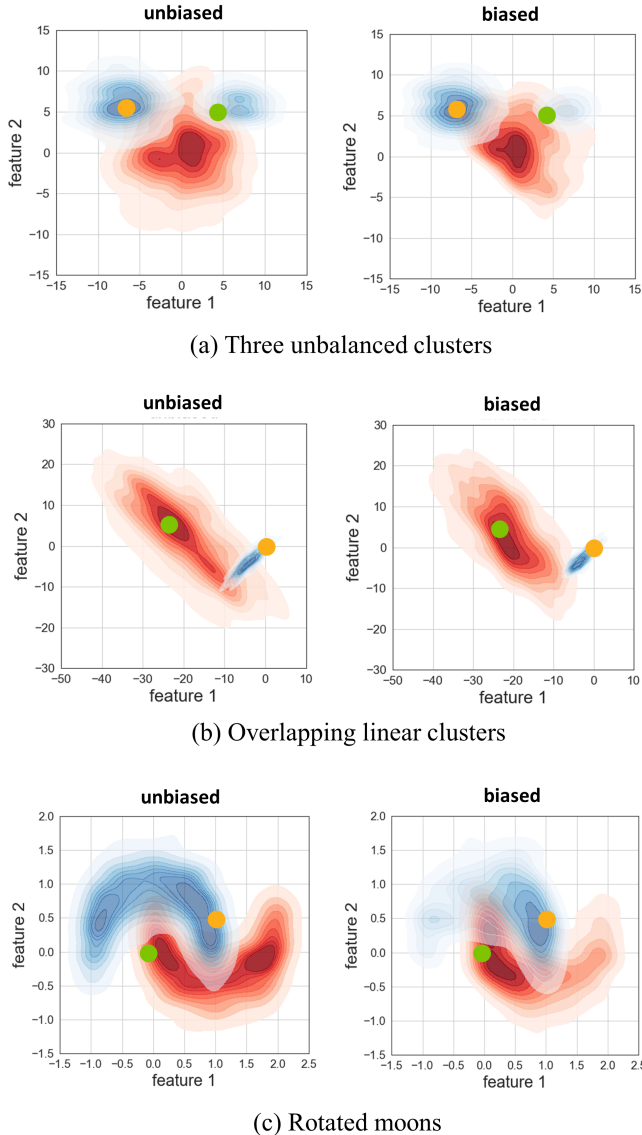 unbiased
biased
15
10
5
0
−5
−10
−15
−15 −10 −5 0 5 10 15
feature 1
feature 2
15
10
5
0
−5
−10
−15
−15 −10 −5 0 5 10 15
feature 1
feature 2
(a) Three unbalanced clusters
unbiased
biased
30
20
10
0
−10
−20
−30
−50 −40 −30 −20 −10 0 10
feature 1
feature 2
30
20
10
0
−10
−20
−30
−50 −40 −30 −20 −10 0 10
feature 1
feature 2
(b) Overlapping linear clusters
unbiased
biased
2.0
1.5
1.0
0.5
0.0
−0.5
−1.0
−1.5
−1.5 −1.0 −0.5 0.0 0.5 1.0 1.5 2.0 2.5
feature 1
feature 2
2.0
1.5
1.0
0.5
0.0
−0.5
−1.0
−1.5
−1.5 −1.0 −0.5 0.0 0.5 1.0 1.5 2.0 2.5
feature 1
feature 2
(c) Rotated moons